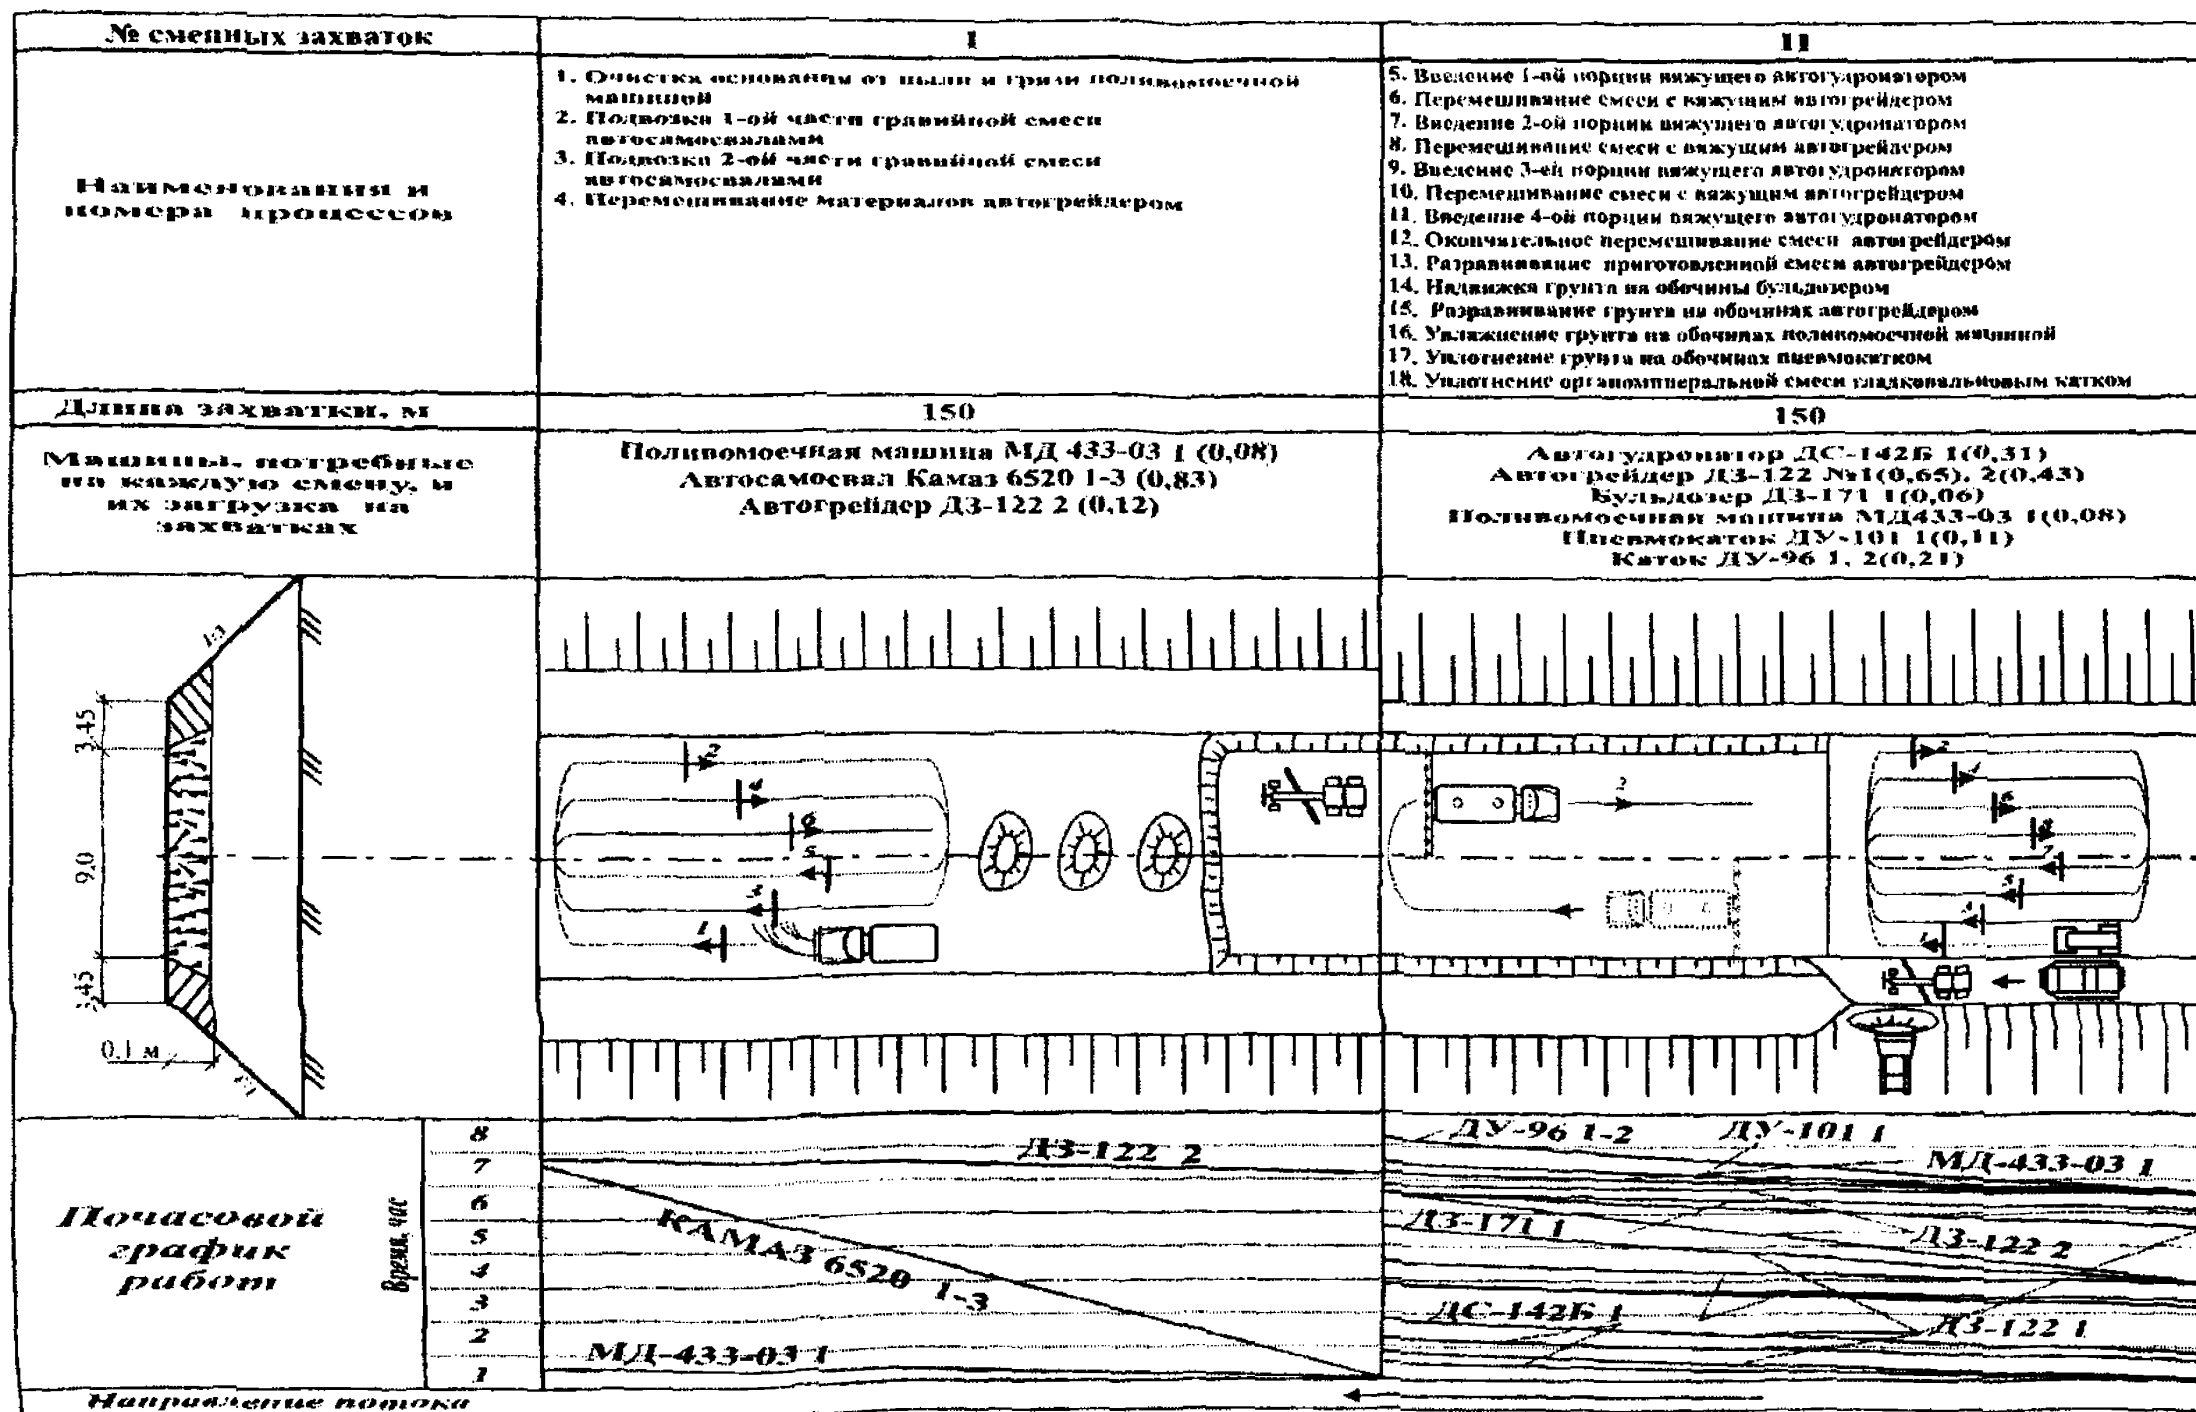 № сменных захваток
I
II
Наименования и
номера процессов
1. Очистка основания от пыли и грязи поливомоечной
машиной
2. Подвозка 1-ой части гравийной смеси
автосамосвалами
3. Подвозка 2-ой части гравийной смеси
автосамосвалами
4. Перемешивание материалов автогрейдером
5. Введение 1-ой порции вяжущего автогудронатором
6. Перемешивание смеси с вяжущим автогрейдером
7. Введение 2-ой порции вяжущего автогудронатором
8. Перемешивание смеси с вяжущим автогрейдером
9. Введение 3-ей порции вяжущего автогудронатором
10. Перемешивание смеси с вяжущим автогрейдером
11. Введение 4-ой порции вяжущего автогудронатором
12. Окончательное перемешивание смеси автогрейдером
13. Разравнивание приготовленной смеси автогрейдером
14. Надвижка грунта на обочины бульдозером
15. Разравнивание грунта на обочинах автогрейдером
16. Увлажнение грунта на обочинах поливомоечной машиной
17. Уплотнение грунта на обочинах пневмокатком
18. Уплотнение органоминеральной смеси гладковальцовым катком
Длина захватки, м
150
150
Машины, потребные
на каждую смену, и
их загрузка на
захватках
Поливомоечная машина МД 433-03 1 (0,08)
Автосамосвал Камаз 6520 1-3 (0,83)
Автогрейдер ДЗ-122 2 (0,12)
Автогудронатор ДС-142Б 1(0,31)
Автогрейдер ДЗ-122 №1(0,65), 2(0,43)
Бульдозер ДЗ-171 1(0,06)
Поливомоечная машина МД433-03 1(0,08)
Пневмокаток ДУ-101 1(0,11)
Каток ДУ-96 1, 2(0,21)
3,45
9,0
3,45
0,1 м
2
4
6
5
3
1
2
6
7
5
1
Почасовой
график
работ
Время, час
8
7
6
5
4
3
2
1
ДЗ-122 2
КАМАЗ 6520 1-3
МД-433-03 1
ДУ-96 1-2
ДУ-101 1
МД-433-03 1
ДЗ-171 1
ДЗ-122 2
ДС-142Б 1
ДЗ-122 1
Направление потока